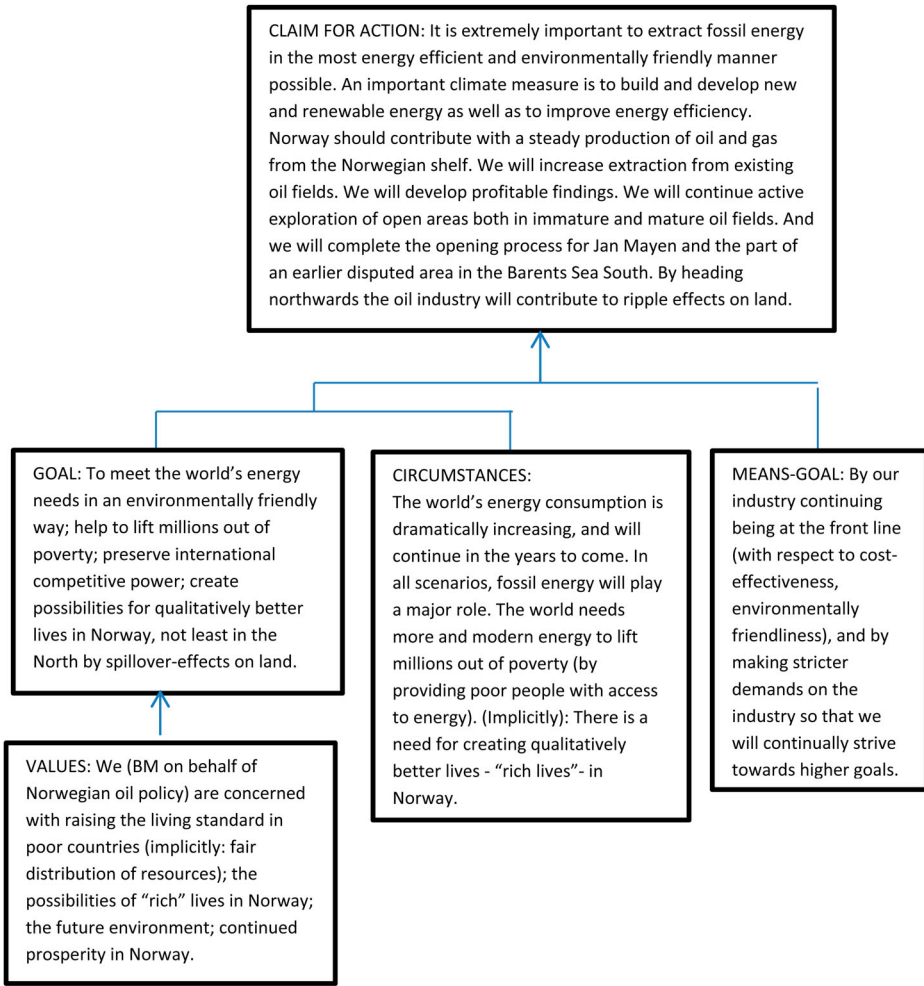 CLAIM FOR ACTION: It is extremely important to extract fossil energy
in the most energy efficient and environmentally friendly manner
possible. An important climate measure is to build and develop new
and renewable energy as well as to improve energy efficiency.
Norway should contribute with a steady production of oil and gas
from the Norwegian shelf. We will increase extraction from existing
oil fields. We will develop profitable findings. We will continue active
exploration of open areas both in immature and mature oil fields. And
we will complete the opening process for Jan Mayen and the part of
an earlier disputed area in the Barents Sea South. By heading
northwards the oil industry will contribute to ripple effects on land.
GOAL: To meet the world's energy
needs in an environmentally friendly
way; help to lift millions out of
poverty; preserve international
competitive power; create
possibilities for qualitatively better
lives in Norway, not least in the
North by spillover-effects on land.
VALUES: We (BM on behalf of
Norwegian oil policy) are concerned
with raising the living standard in
poor countries (implicitly: fair
distribution of resources); the
possibilities of “rich” lives in Norway;
the future environment; continued
prosperity in Norway.
CIRCUMSTANCES:
The world's energy consumption is
dramatically increasing, and will
continue in the years to come. In
all scenarios, fossil energy will play
a major role. The world needs
more and modern energy to lift
millions out of poverty (by
providing poor people with access
to energy). (Implicitly): There is a
need for creating qualitatively
better lives - “rich lives”- in
Norway.
MEANS-GOAL: By our
industry continuing
being at the front line
(with respect to cost-
effectiveness,
environmentally
friendliness), and by
making stricter
demands on the
industry so that we
will continually strive
towards higher goals.